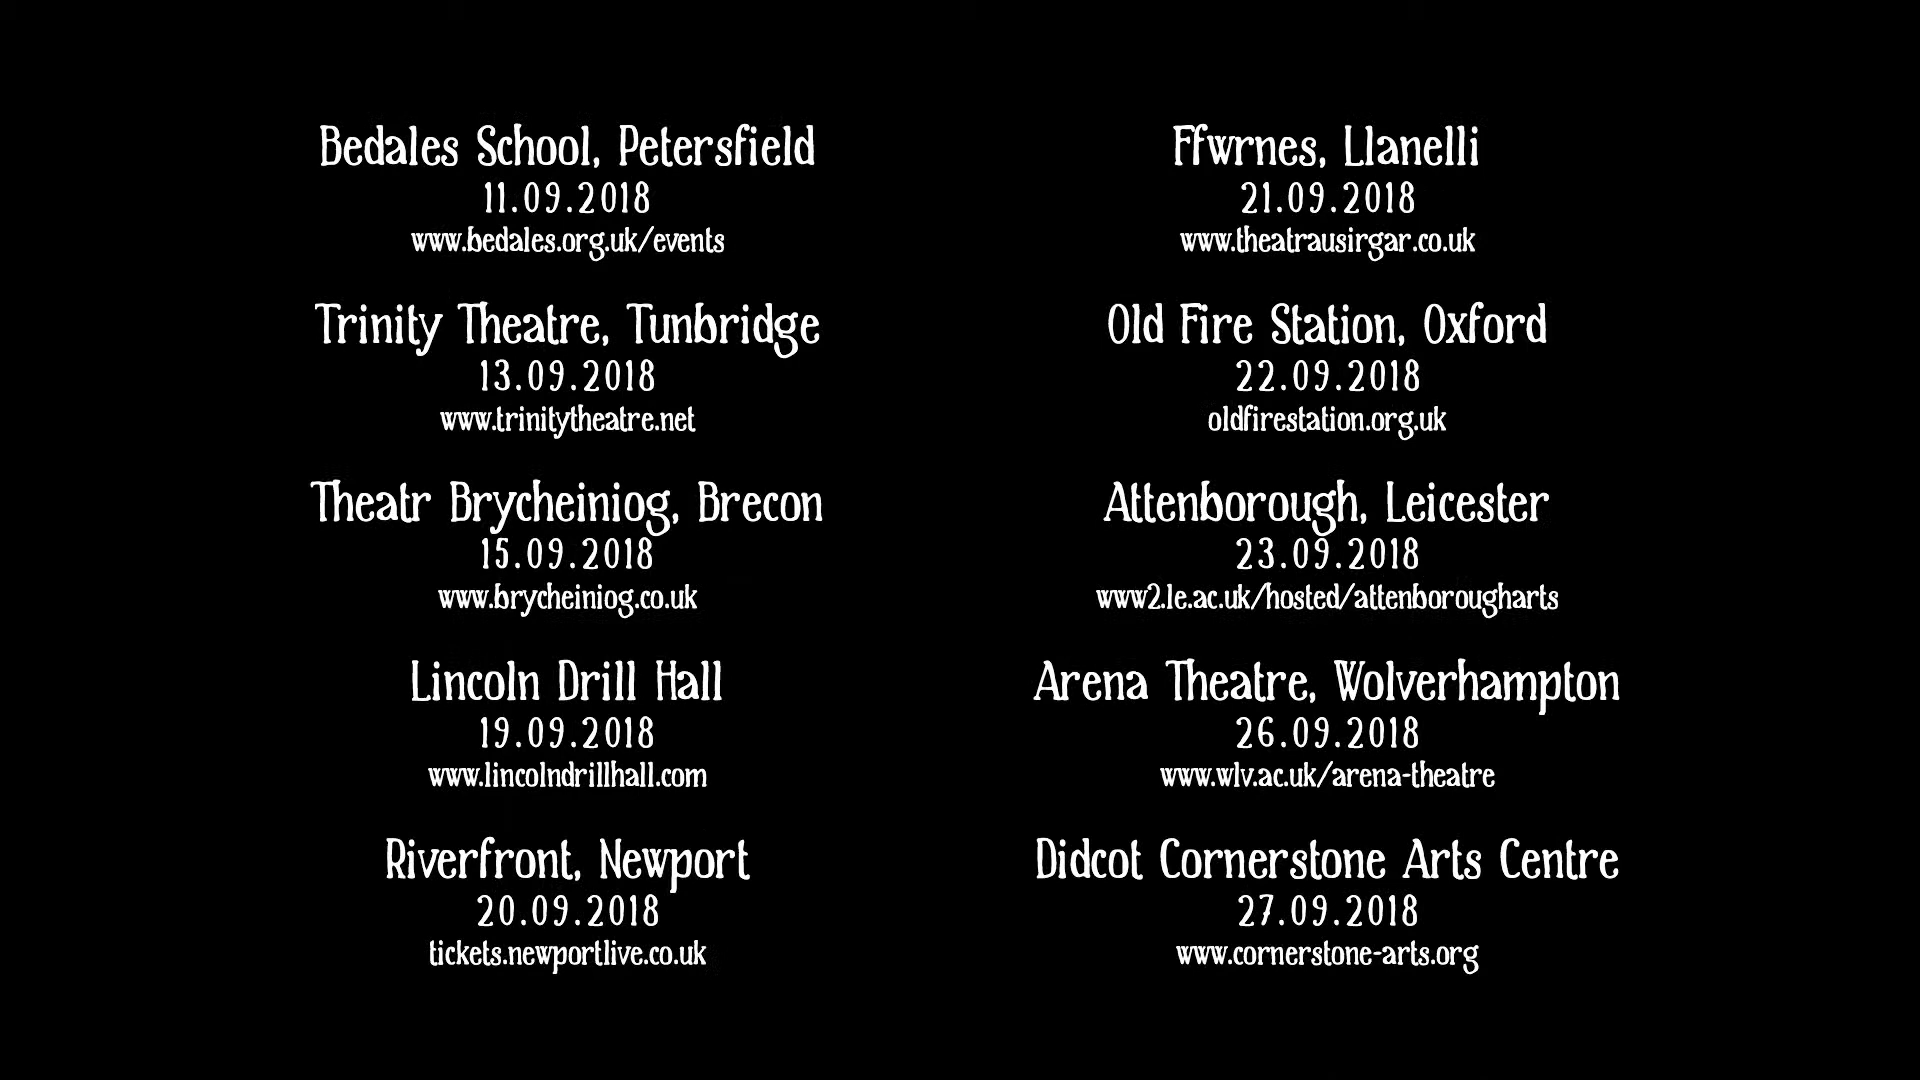 Bedales School, Petersfield
11.09.2018
www.bedales.org.uk/events
Trinity Theatre, Tunbridge
13.09.2018
www.trinitytheatre.net
Theatr Brycheiniog, Brecon
15.09.2018
www.brycheiniog.co.uk
Lincoln Drill Hall
19.09.2018
www.lincolndrillhall.com
Riverfront, Newport
20.09.2018
tickets.newportlive.co.uk
Ffwrnes, Llanelli
21.09.2018
www.theatrausirgar.co.uk
Old Fire Station, Oxford
22.09.2018
oldfirestation.org.uk
Attenborough, Leicester
23.09.2018
www2.le.ac.uk/hosted/attenborougharts
Arena Theatre, Wolverhampton
26.09.2018
www.wlv.ac.uk/arena-theatre
Didcot Cornerstone Arts Centre
27.09.2018
www.cornerstone-arts.org